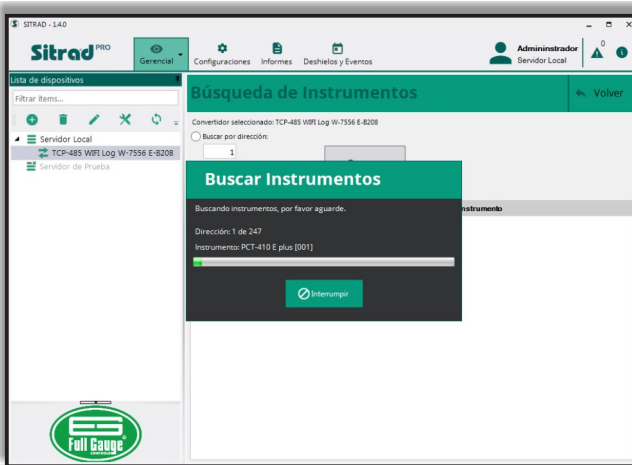 SITRAD - 1.4.0
Sitrad PRO
Gerencial
Configuraciones
Informes
Deshielos y Eventos
Admininstrador
Servidor Local
0
Lista de dispositivos
Filtrar ítems...
Servidor Local
TCP-485 WIFI Log W-7556 E-B208
Servidor de Prueba
Búsqueda de Instrumentos
Volver
Convertidor seleccionado: TCP-485 WIFI Log W-7556 E-B208
Buscar por dirección:
1
nstrumento
Buscar Instrumentos
Buscando instrumentos, por favor aguarde.
Dirección: 1 de 247
Instrumento: PCT-410 E plus [001]
Interrumpir
Full Gauge
CONTROLS